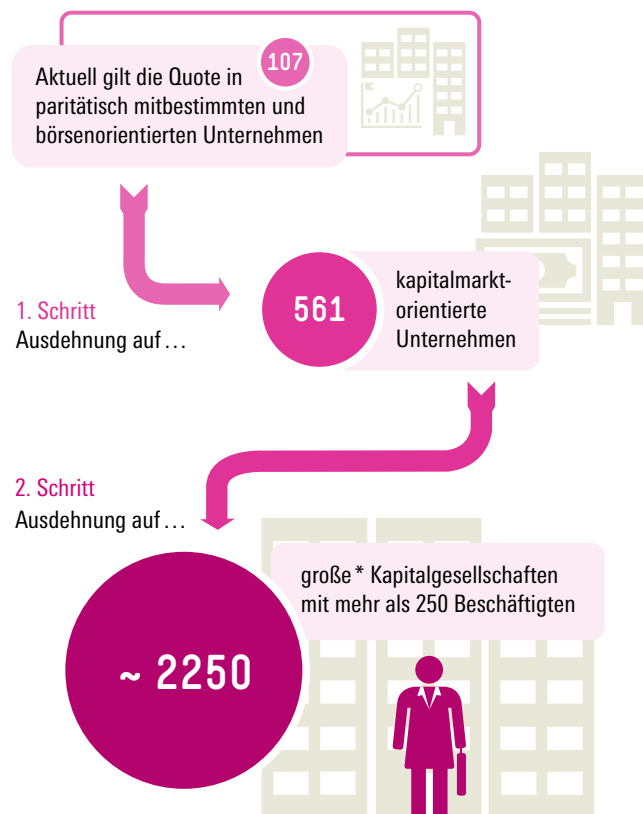 107
Aktuell gilt die Quote in
paritätisch mitbestimmten und
börsenorientierten Unternehmen
1. Schritt
Ausdehnung auf...
561
kapitalmarkt-
orientierte
Unternehmen
2. Schritt
Ausdehnung auf...
~ 2250
große* Kapitalgesellschaften
mit mehr als 250 Beschäftigten